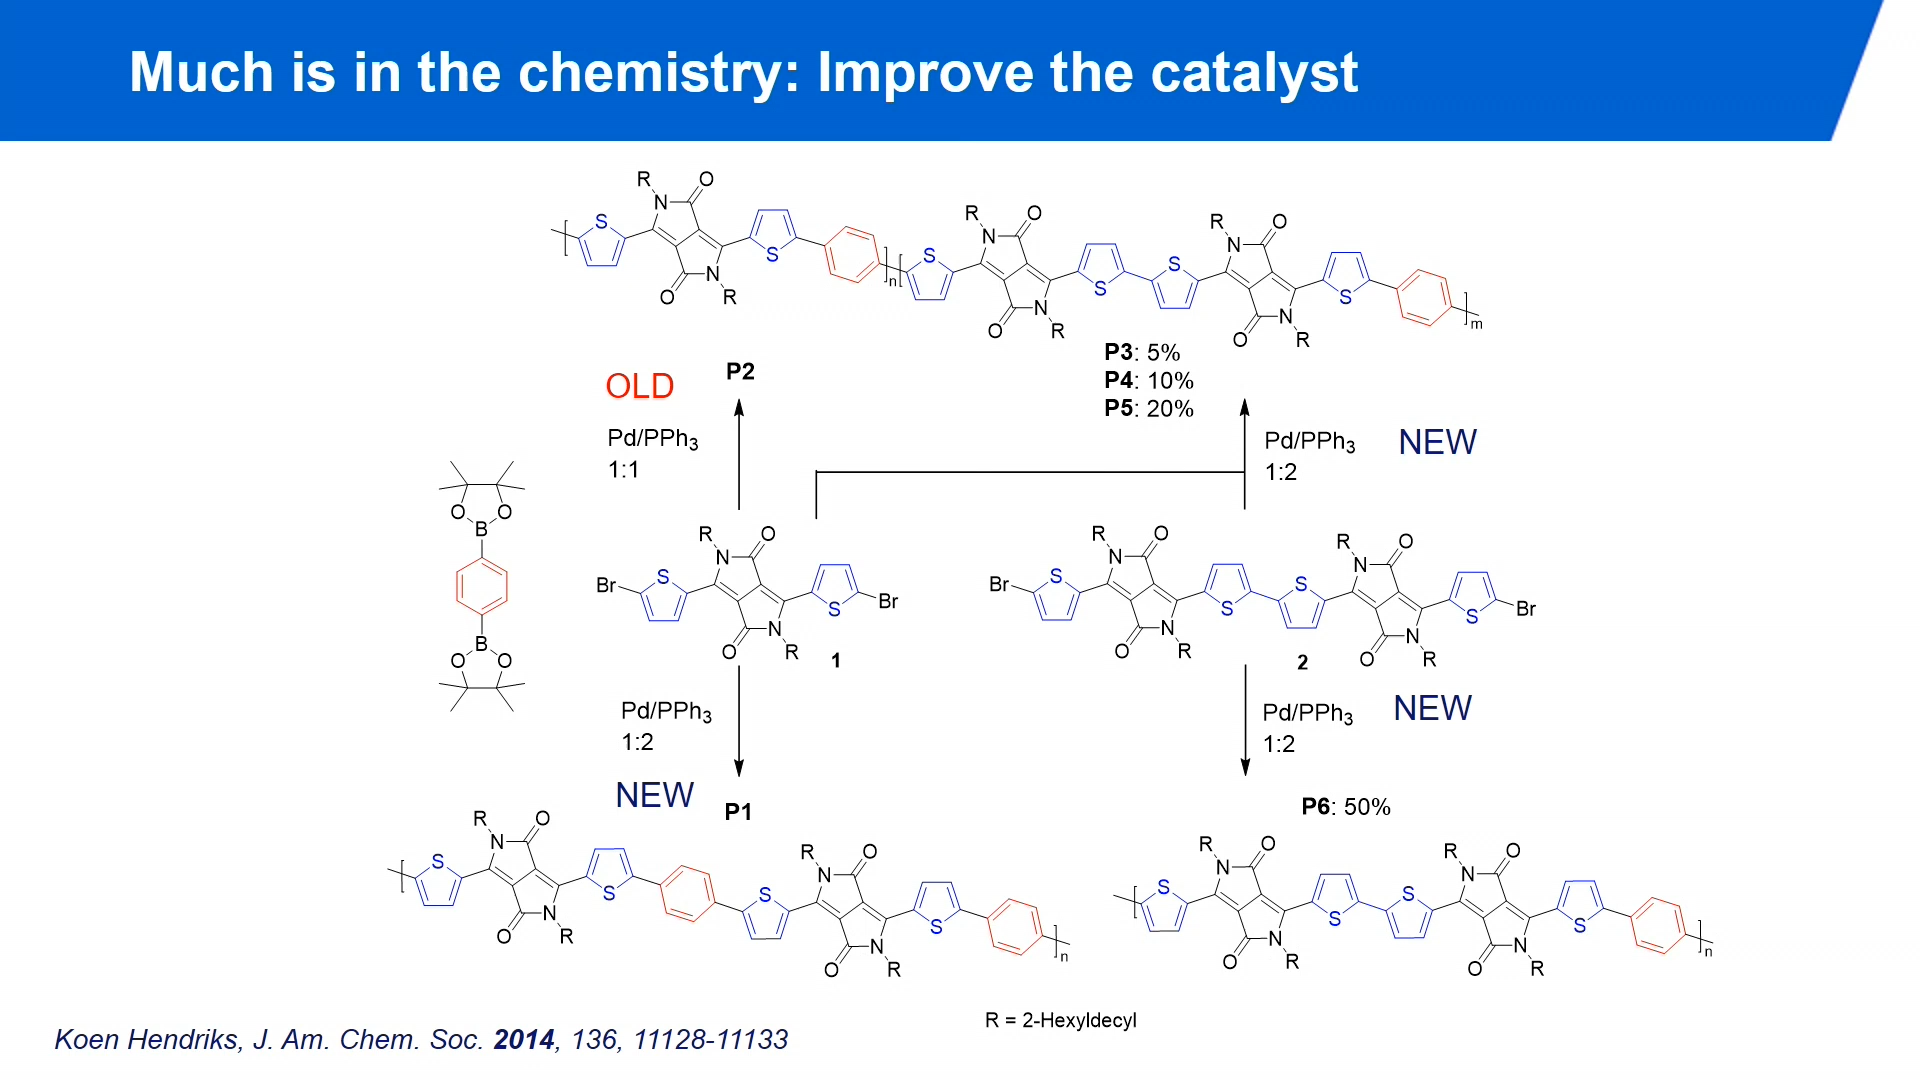 Much is in the chemistry: Improve the catalyst
R
O
N
S
S
O
N
R
n
R
O
N
S
S
O
N
R
S
R
O
N
S
O
N
R
m
P3: 5%
P4: 10%
P5: 20%
OLD
P2
Pd/PPh3
1:1
Pd/PPh3
1:2
NEW
O
O
B
B
O
O
R
O
N
Br
S
S
Br
O
N
R
1
R
O
N
Br
S
S
O
N
R
S
R
O
N
S
Br
O
N
R
2
Pd/PPh3
1:2
NEW
P1
Pd/PPh3
1:2
NEW
P6: 50%
R
O
N
S
S
O
N
R
S
R
O
N
S
O
N
R
n
R
O
N
S
S
O
N
R
S
R
O
N
S
O
N
R
n
R = 2-Hexyldecyl
Koen Hendriks, J. Am. Chem. Soc. 2014, 136, 11128-11133